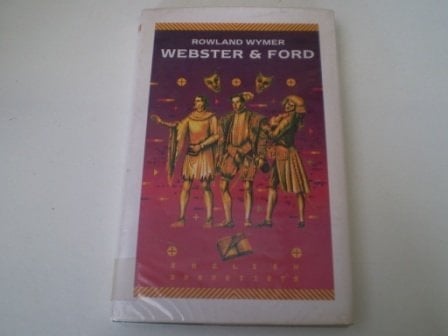 ROWLAND WYMER
WEBSTER & FORD
ENGLISH
DRAMATISTS